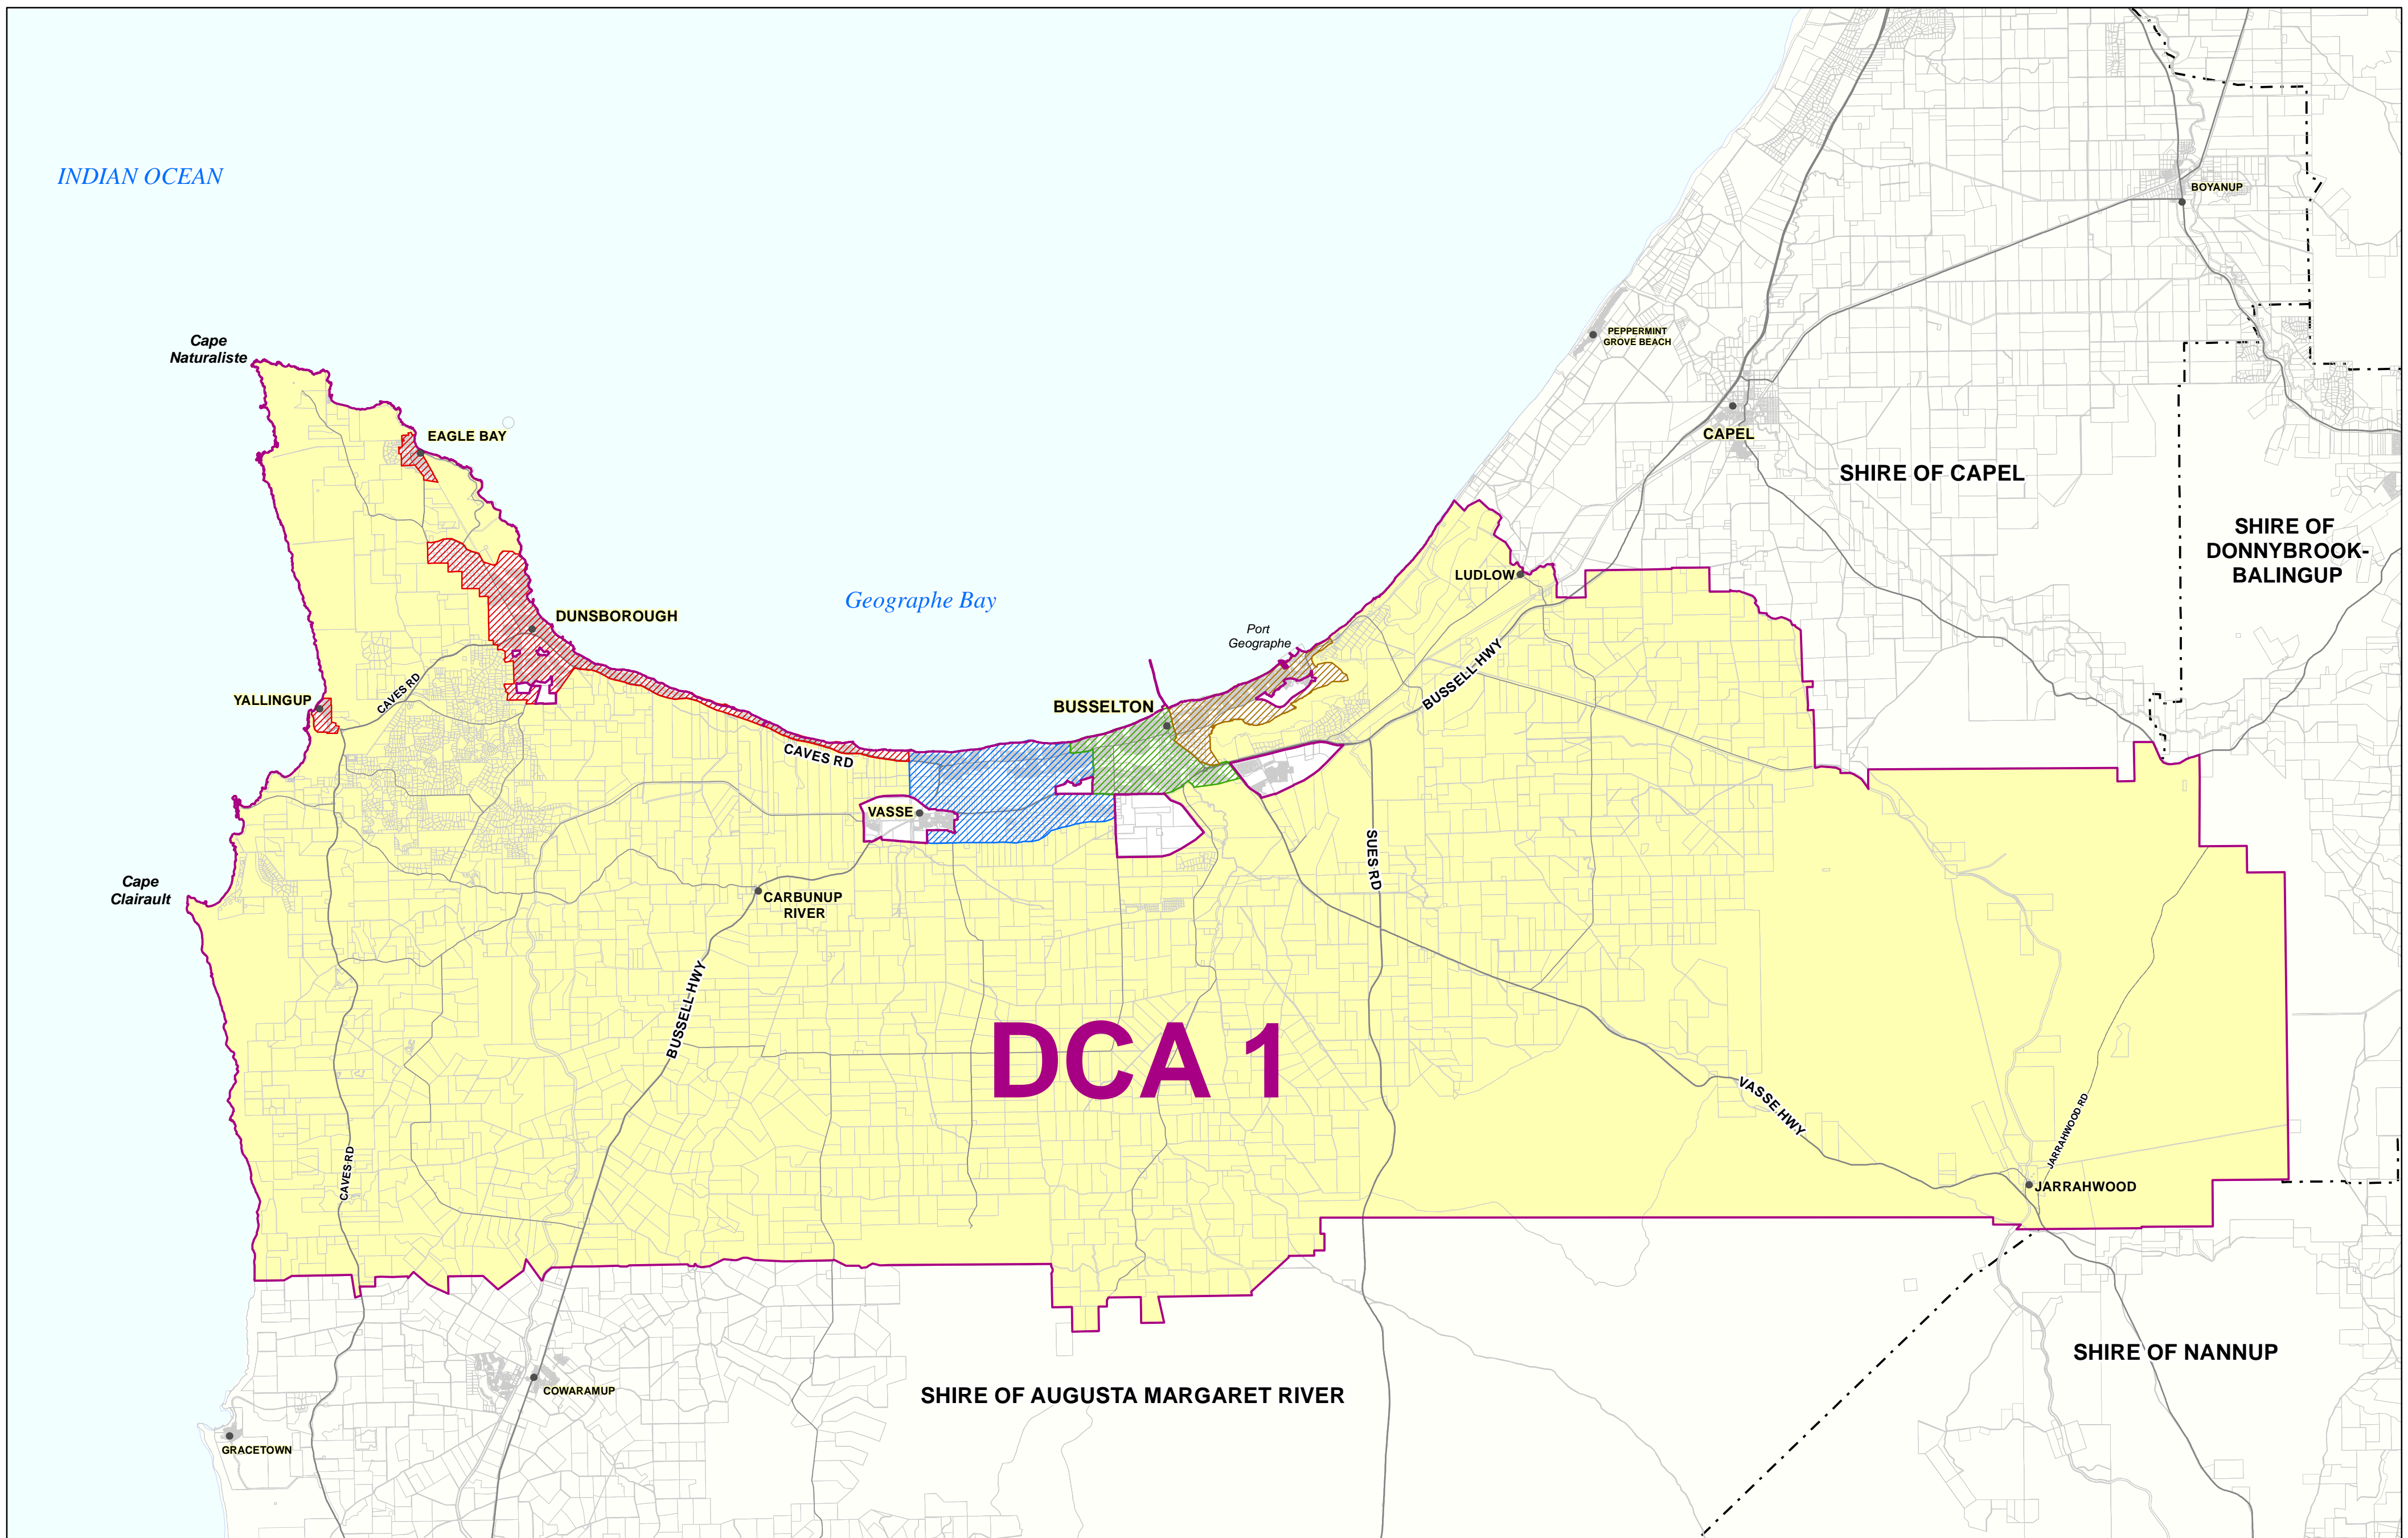 INDIAN OCEAN
BOYANUP
Cape
Naturaliste
PEPPERMINT
GROVE BEACH
EAGLE BAY
CAPEL
SHIRE OF CAPEL
SHIRE OF
DONNYBROOK-
BALINGUP
LUDLOW
Geographe Bay
DUNSBOROUGH
Port
Geographe
BUSSELL HWY
CAVES RD
YALLINGUP
BUSSELTON
CAVES RD
VASSE
SUES RD
Cape
Clairault
CARBUNUP
RIVER
BUSSELL HWY
DCA 1
VASSE HWY
JARRAHWOOD RD
CAVES RD
JARRAHWOOD
SHIRE OF NANNUP
COWARAMUP
SHIRE OF AUGUSTA MARGARET RIVER
GRACETOWN